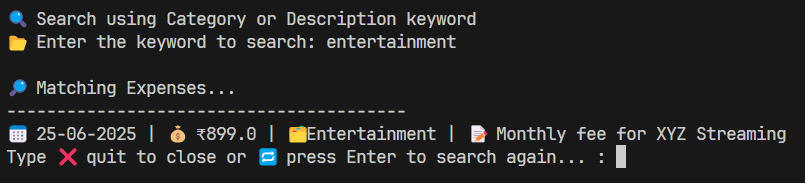 🔍 Search using Category or Description keyword
📂 Enter the keyword to search: entertainment
🔎 Matching Expenses...
----------------------------------------
📅 25-06-2025 | 💰 ₹899.0 | 🗂️Entertainment | 📝 Monthly fee for XYZ Streaming
Type ❌ quit to close or 🔁 press Enter to search again... :